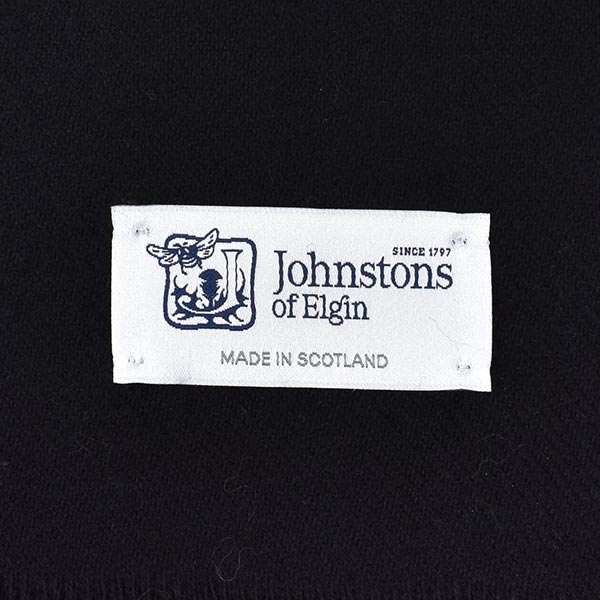 SINCE 1797
Johnstons
of Elgin
MADE IN SCOTLAND